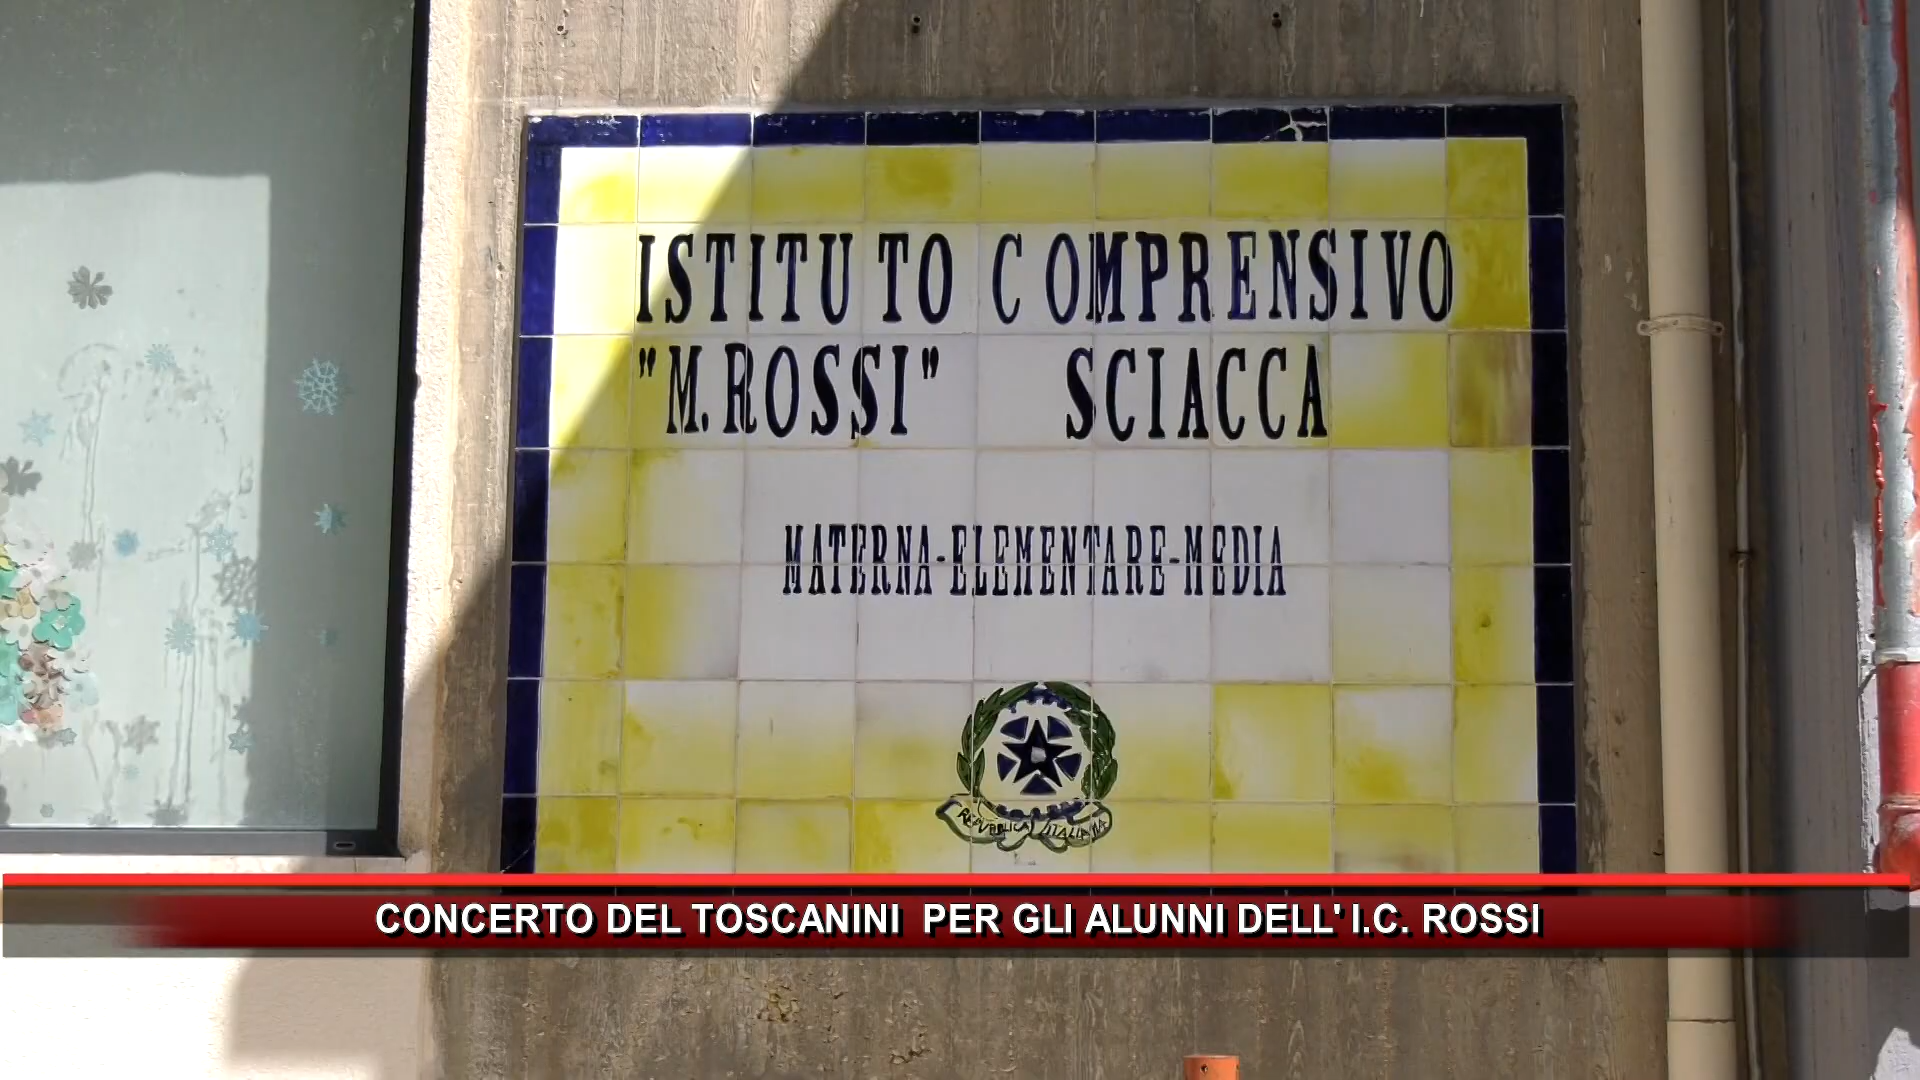 ISTITUTO COMPRENSIVO
"M. ROSSI" SCIACCA
MATERNA-ELEMENTARE-MEDIA
REPUBBLICA ITALIANA
CONCERTO DEL TOSCANINI PER GLI ALUNNI DELL' I.C. ROSSI